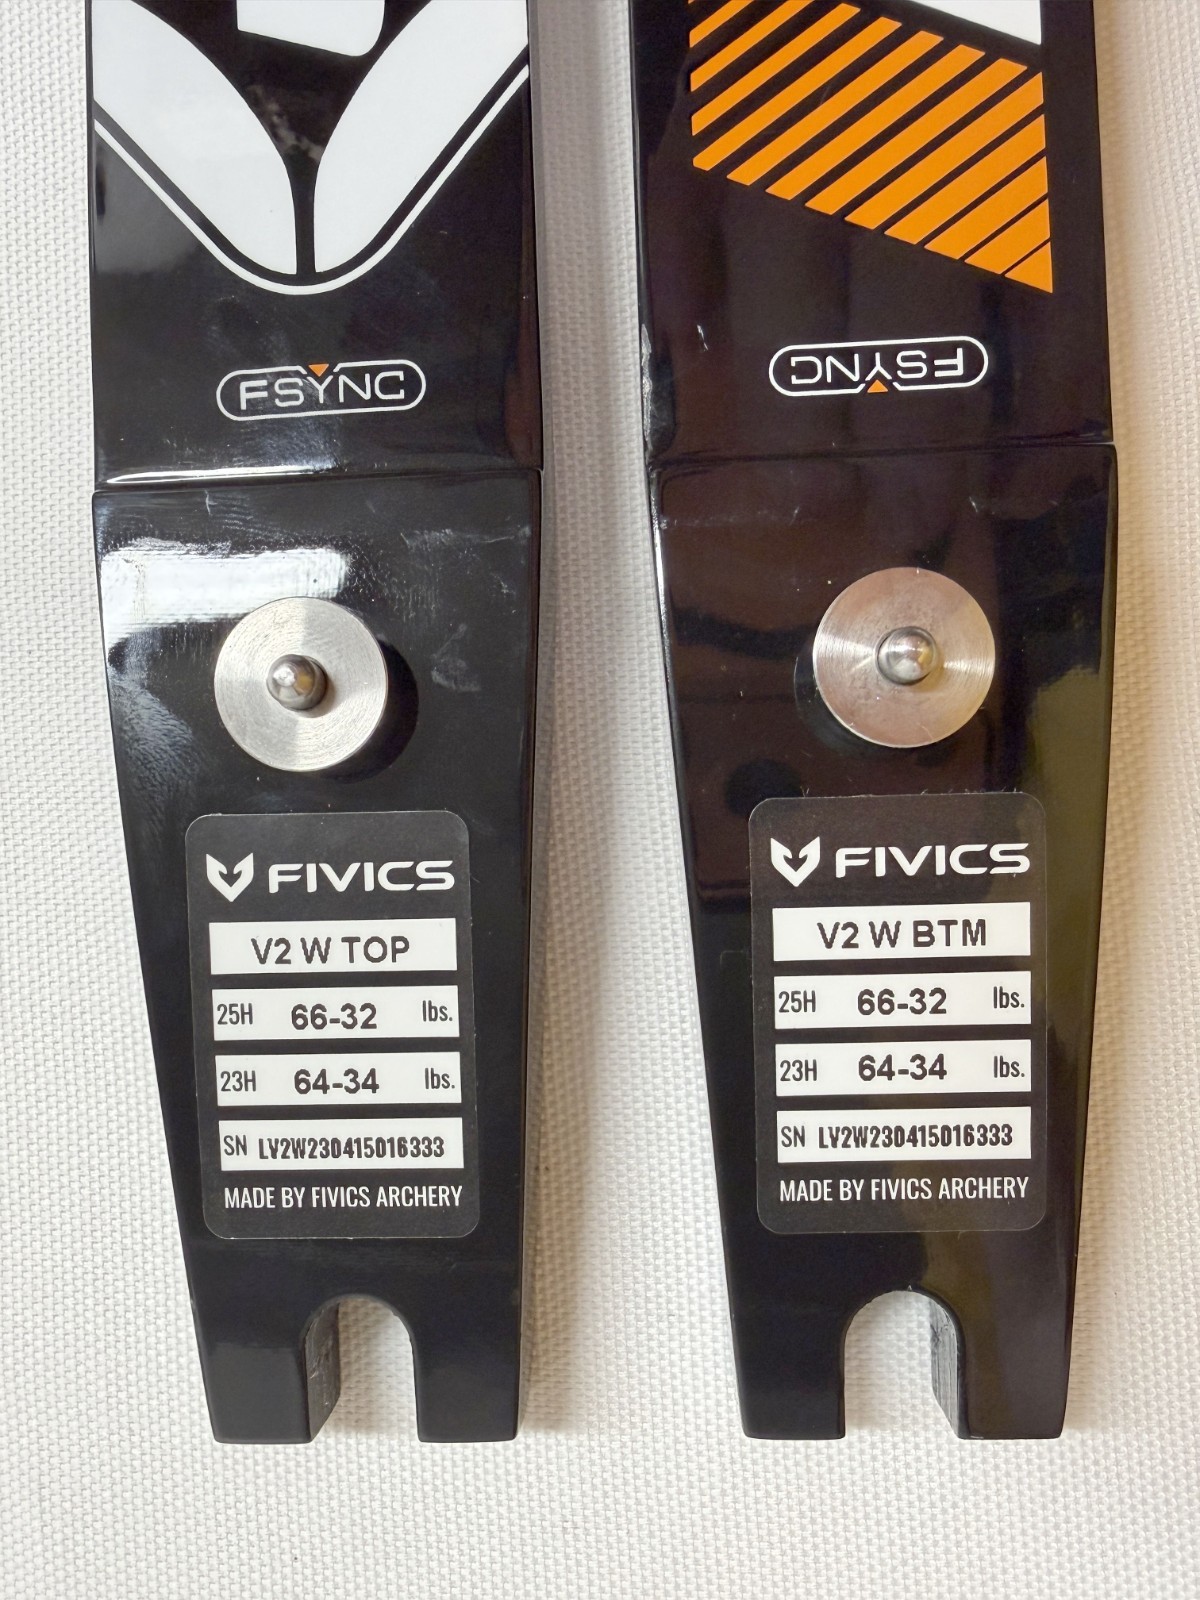 FSYNC
FIVICS
V2 W TOP
25H 66-32 lbs.
23H 64-34 lbs.
SN LV2W230415016333
MADE BY FIVICS ARCHERY
FSYNC
FIVICS
V2 W BTM
25H 66-32 lbs.
23H 64-34 lbs.
SN LV2W230415016333
MADE BY FIVICS ARCHERY